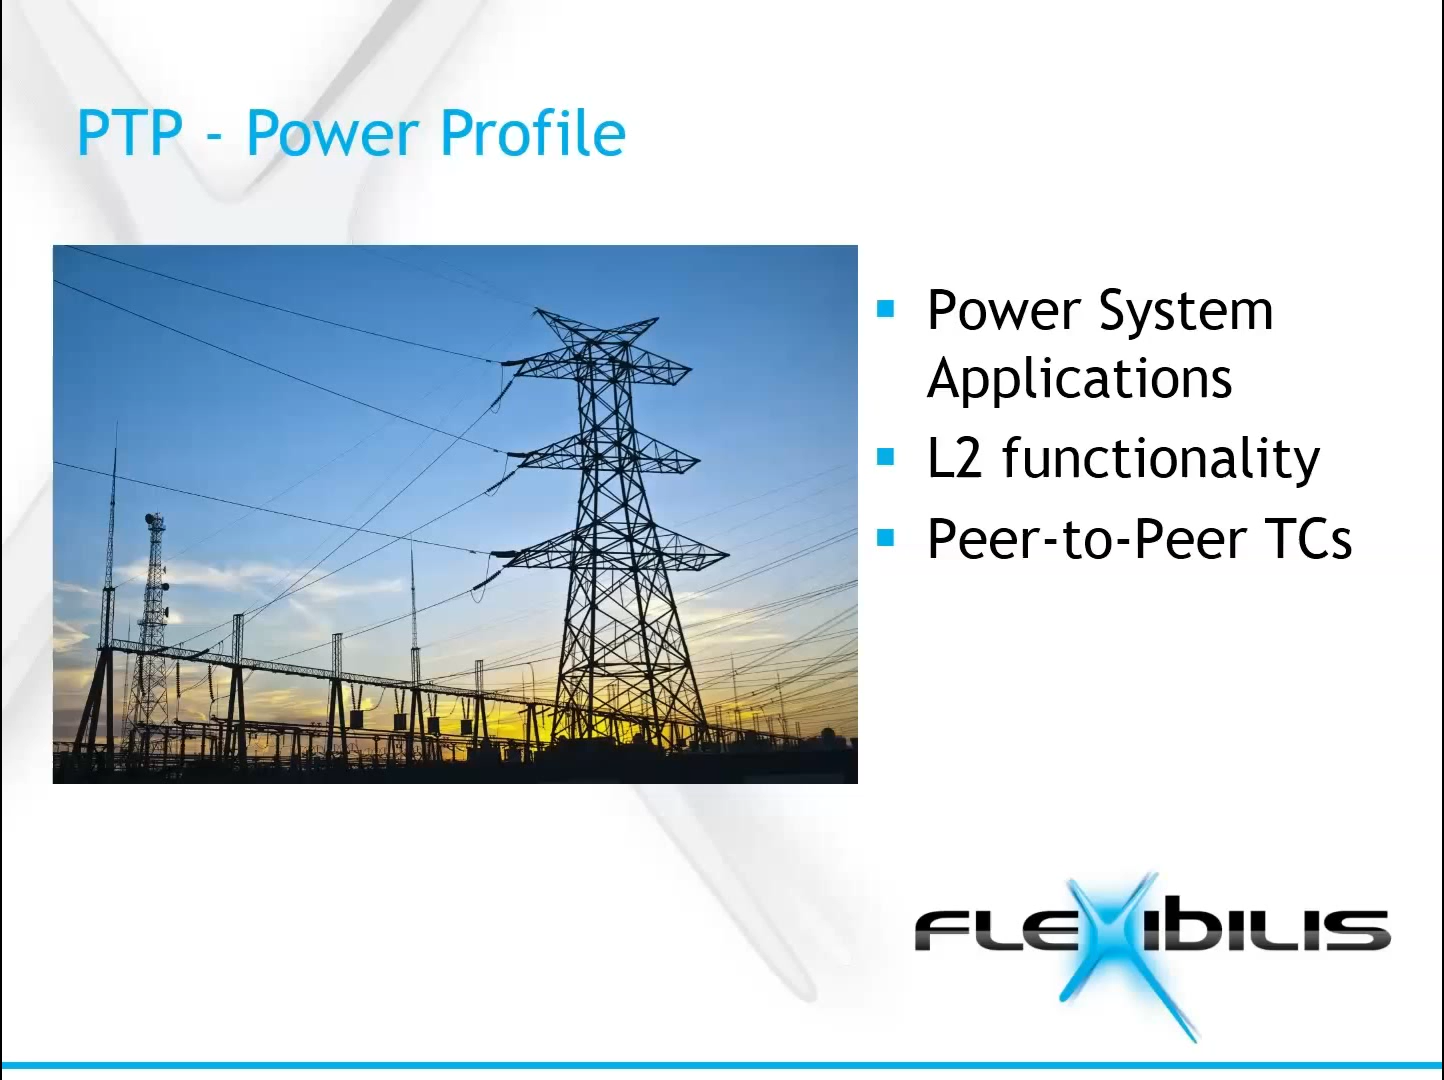 PTP - Power Profile
Power System
Applications
L2 functionality
Peer-to-Peer TCs
FLEXIBILIS